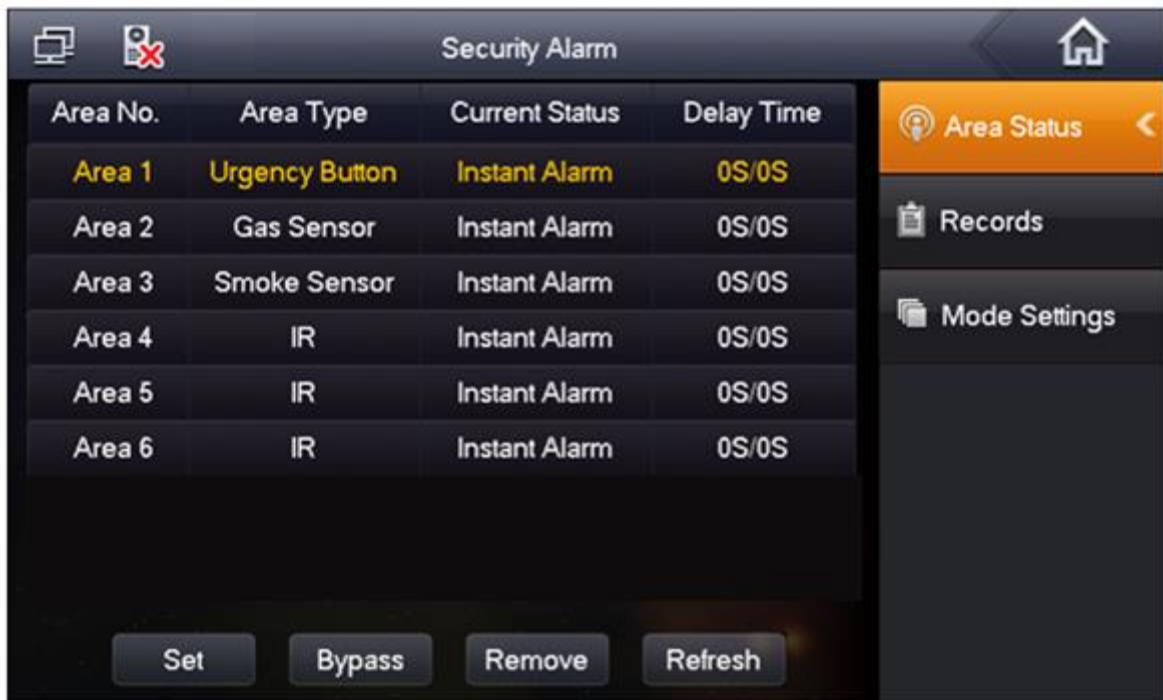 Security Alarm
Area No. Area Type Current Status Delay Time
Area 1 Urgency Button Instant Alarm 0S/0S
Area 2 Gas Sensor Instant Alarm 0S/0S
Area 3 Smoke Sensor Instant Alarm 0S/0S
Area 4 IR Instant Alarm 0S/0S
Area 5 IR Instant Alarm 0S/0S
Area 6 IR Instant Alarm 0S/0S
Set Bypass Remove Refresh
Area Status
Records
Mode Settings